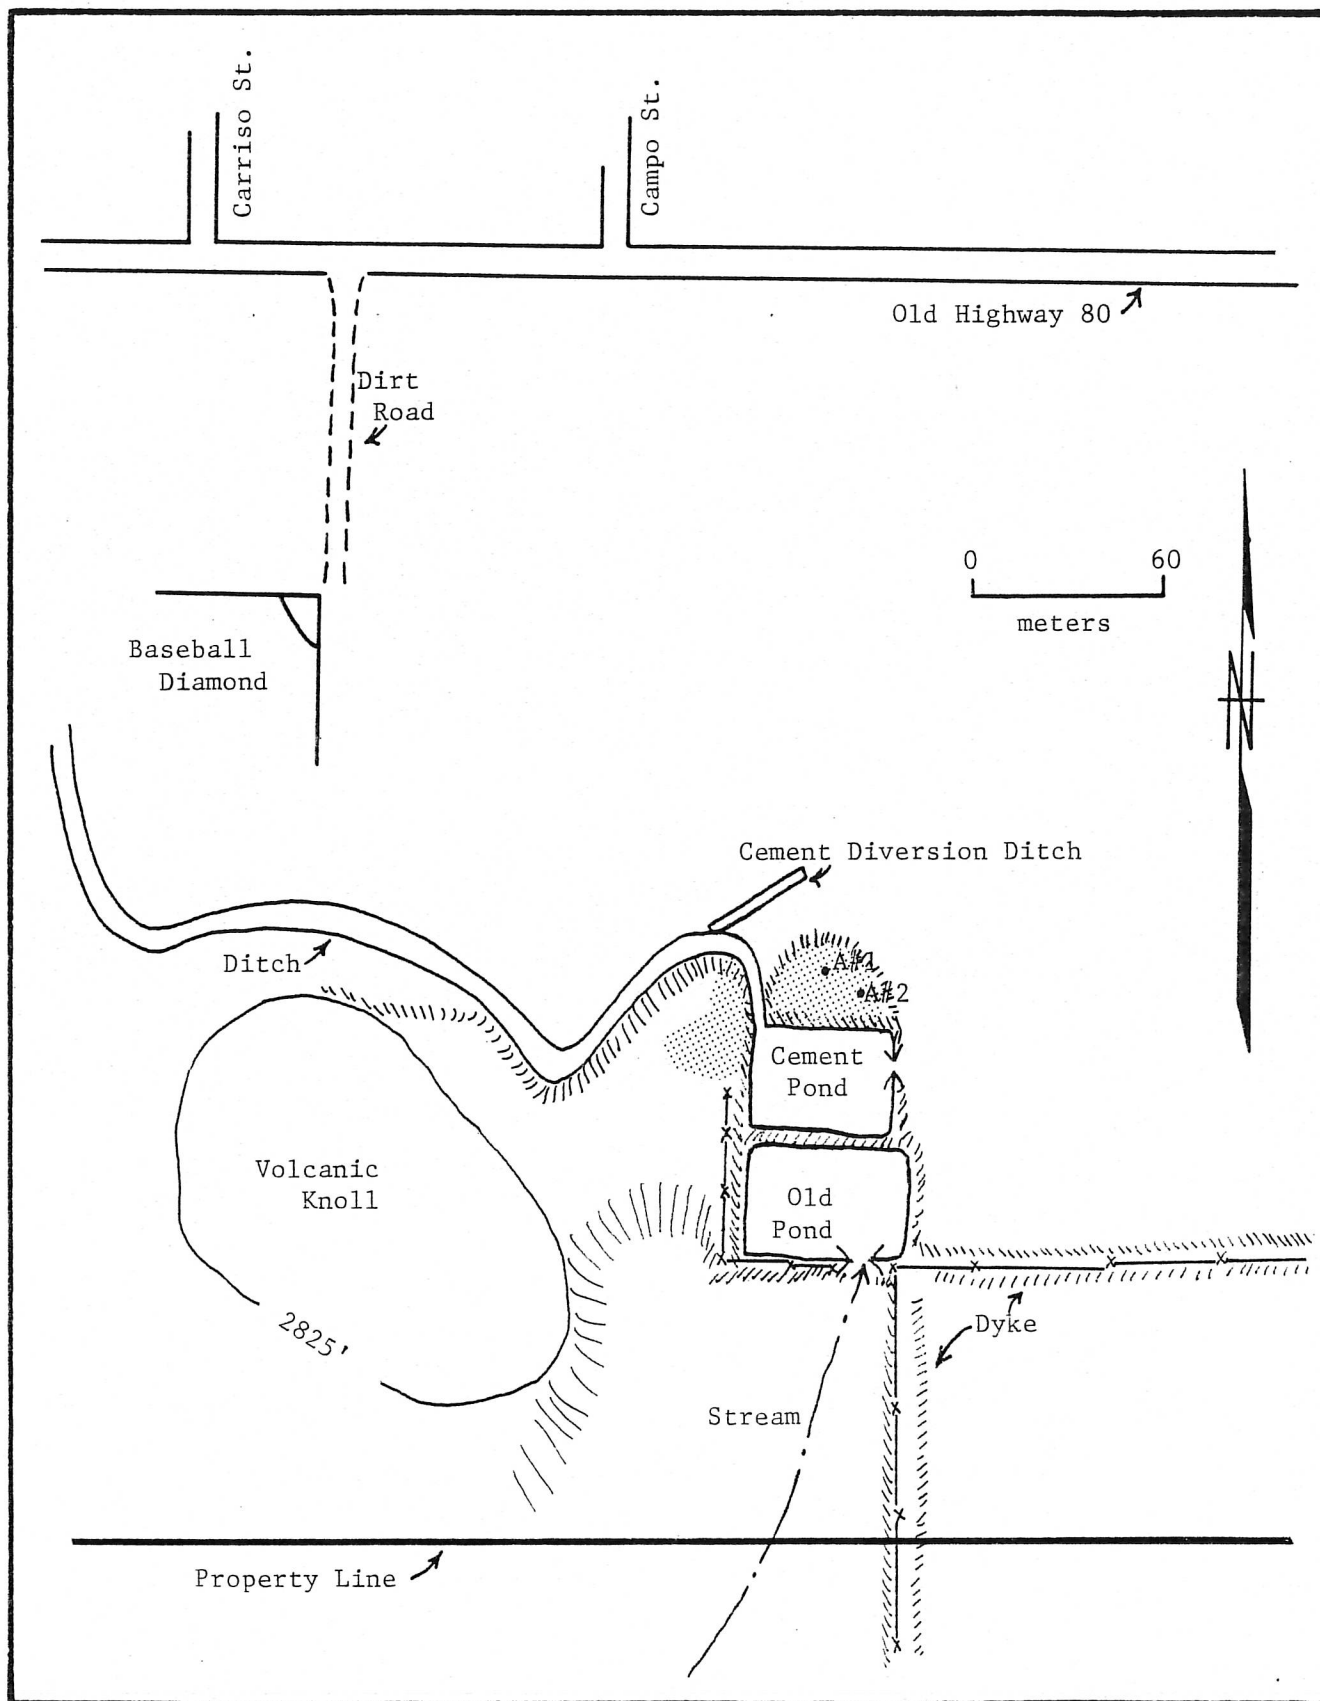 Carriso St.
Campo St.
Old Highway 80
Dirt
Road
0 60
meters
N
Baseball
Diamond
Cement Diversion Ditch
Ditch
A#1
A#2
Cement
Pond
Volcanic
Knoll
Old
Pond
2825'
Dyke
Stream
Property Line